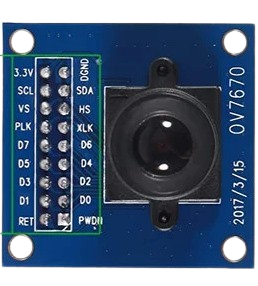 3.3V DGND
SCL SDA
VS HS
PLK XLK
D7 D6
D5 D4
D3 D2
D1 D0
RET PWDN
OV7670
2017/3/15